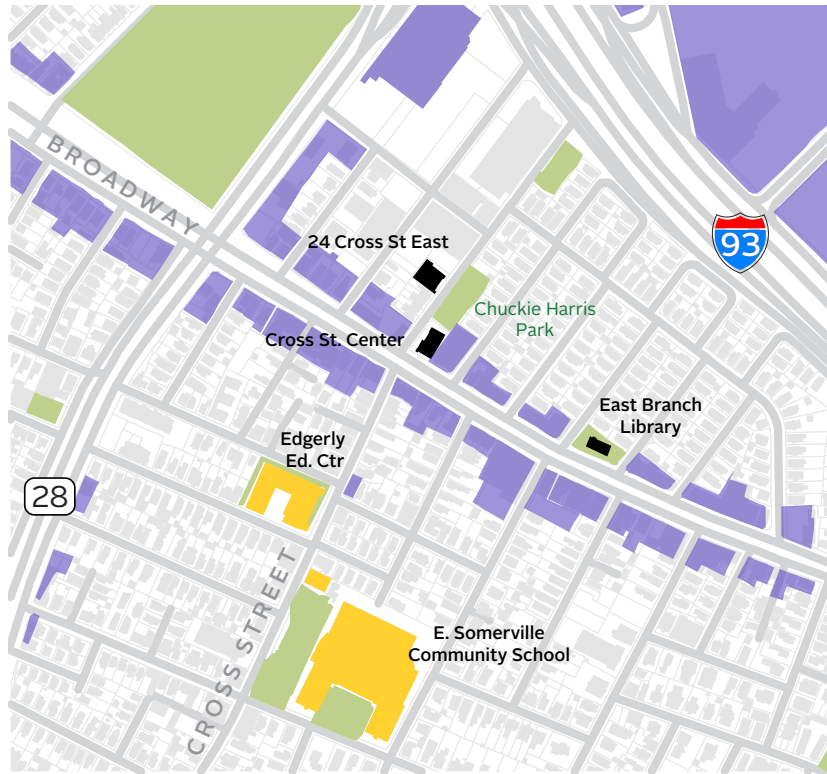 BROADWAY
93
24 Cross St East
Chuckie Harris
Park
Cross St. Center
East Branch
Library
Edgerly
Ed. Ctr
28
CROSS STREET
E. Somerville
Community School